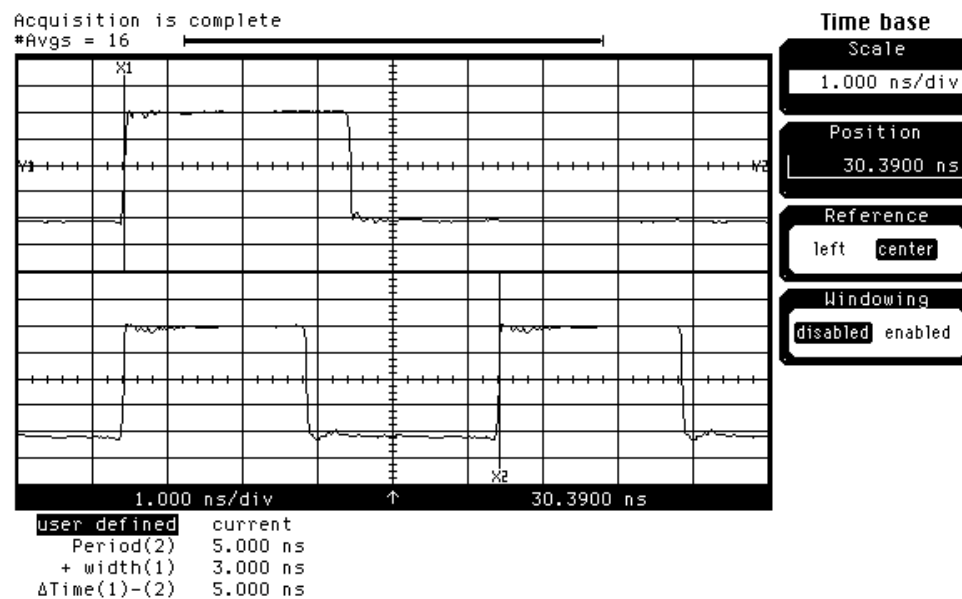 Acquisition is complete
#Avgs = 16
X1
Y1
Y2
X2
1.000 ns/div ↑ 30.3900 ns
user defined current
Period(2) 5.000 ns
+ width(1) 3.000 ns
ΔTime(1)-(2) 5.000 ns
Time base
Scale
1.000 ns/div
Position
30.3900 ns
Reference
left center
Windowing
disabled enabled